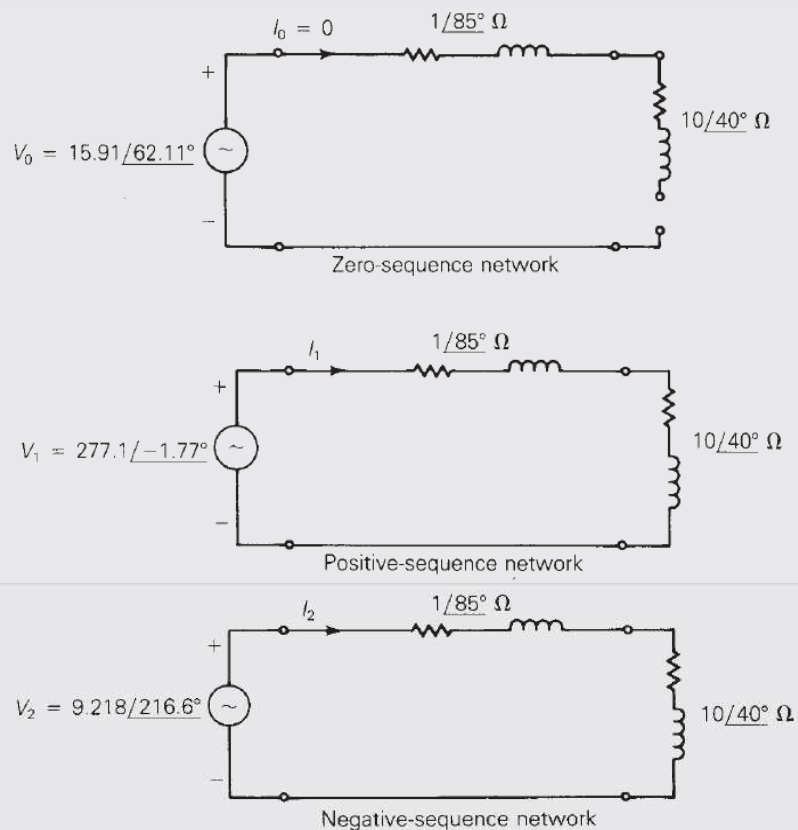 I₀ = 0
1/85° Ω
+
V₀ = 15.91/62.11°
~
10/40° Ω
−
Zero-sequence network
I₁
1/85° Ω
+
V₁ = 277.1/−1.77°
~
10/40° Ω
−
Positive-sequence network
I₂
1/85° Ω
+
V₂ = 9.218/216.6°
~
10/40° Ω
−
Negative-sequence network